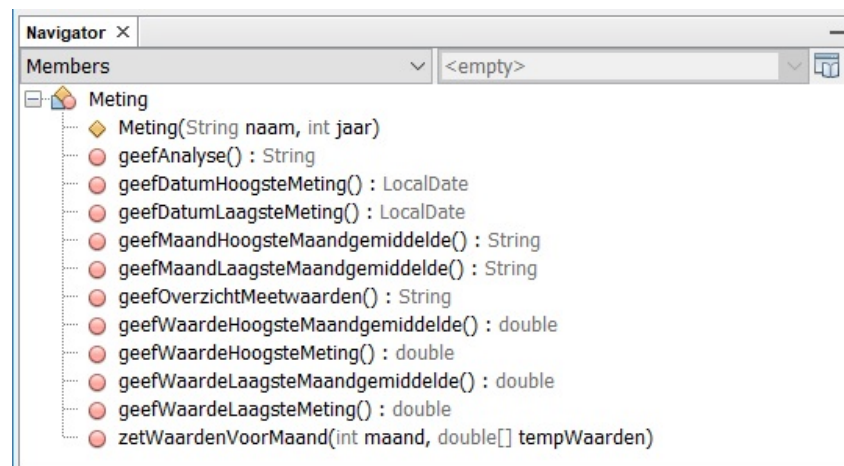 Navigator ×
Members <empty>
Meting
Meting(String naam, int jaar)
geefAnalyse() : String
geefDatumHoogsteMeting() : LocalDate
geefDatumLaagsteMeting() : LocalDate
geefMaandHoogsteMaandgemiddelde() : String
geefMaandLaagsteMaandgemiddelde() : String
geefOverzichtMeetwaarden() : String
geefWaardeHoogsteMaandgemiddelde() : double
geefWaardeHoogsteMeting() : double
geefWaardeLaagsteMaandgemiddelde() : double
geefWaardeLaagsteMeting() : double
zetWaardenVoorMaand(int maand, double[] tempWaarden)